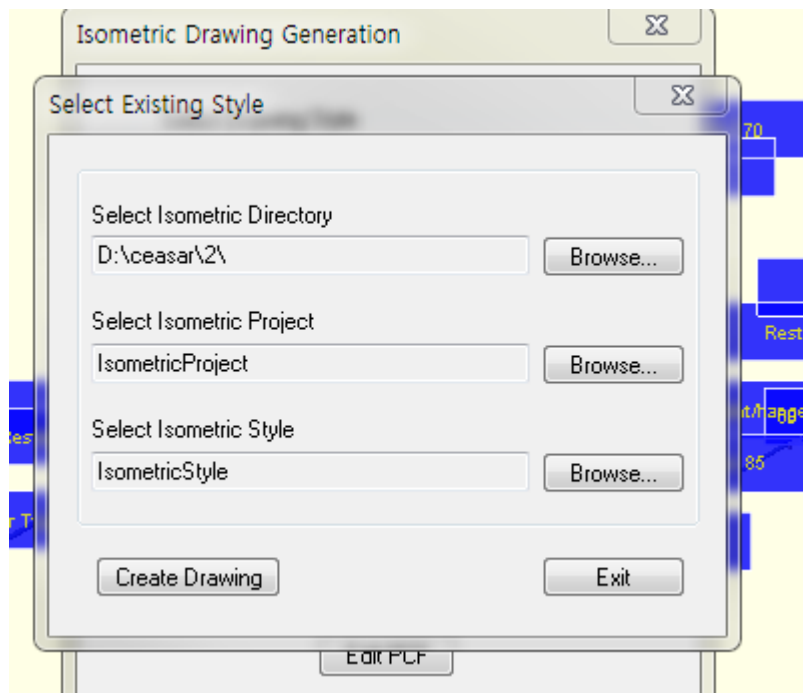 Isometric Drawing Generation
Select Existing Style
70
Select Isometric Directory
D:\ceasar\2\
Browse...
Rest
Select Isometric Project
IsometricProject
Browse...
Select Isometric Style
IsometricStyle
Browse...
85
Create Drawing
Exit
Edit PCF